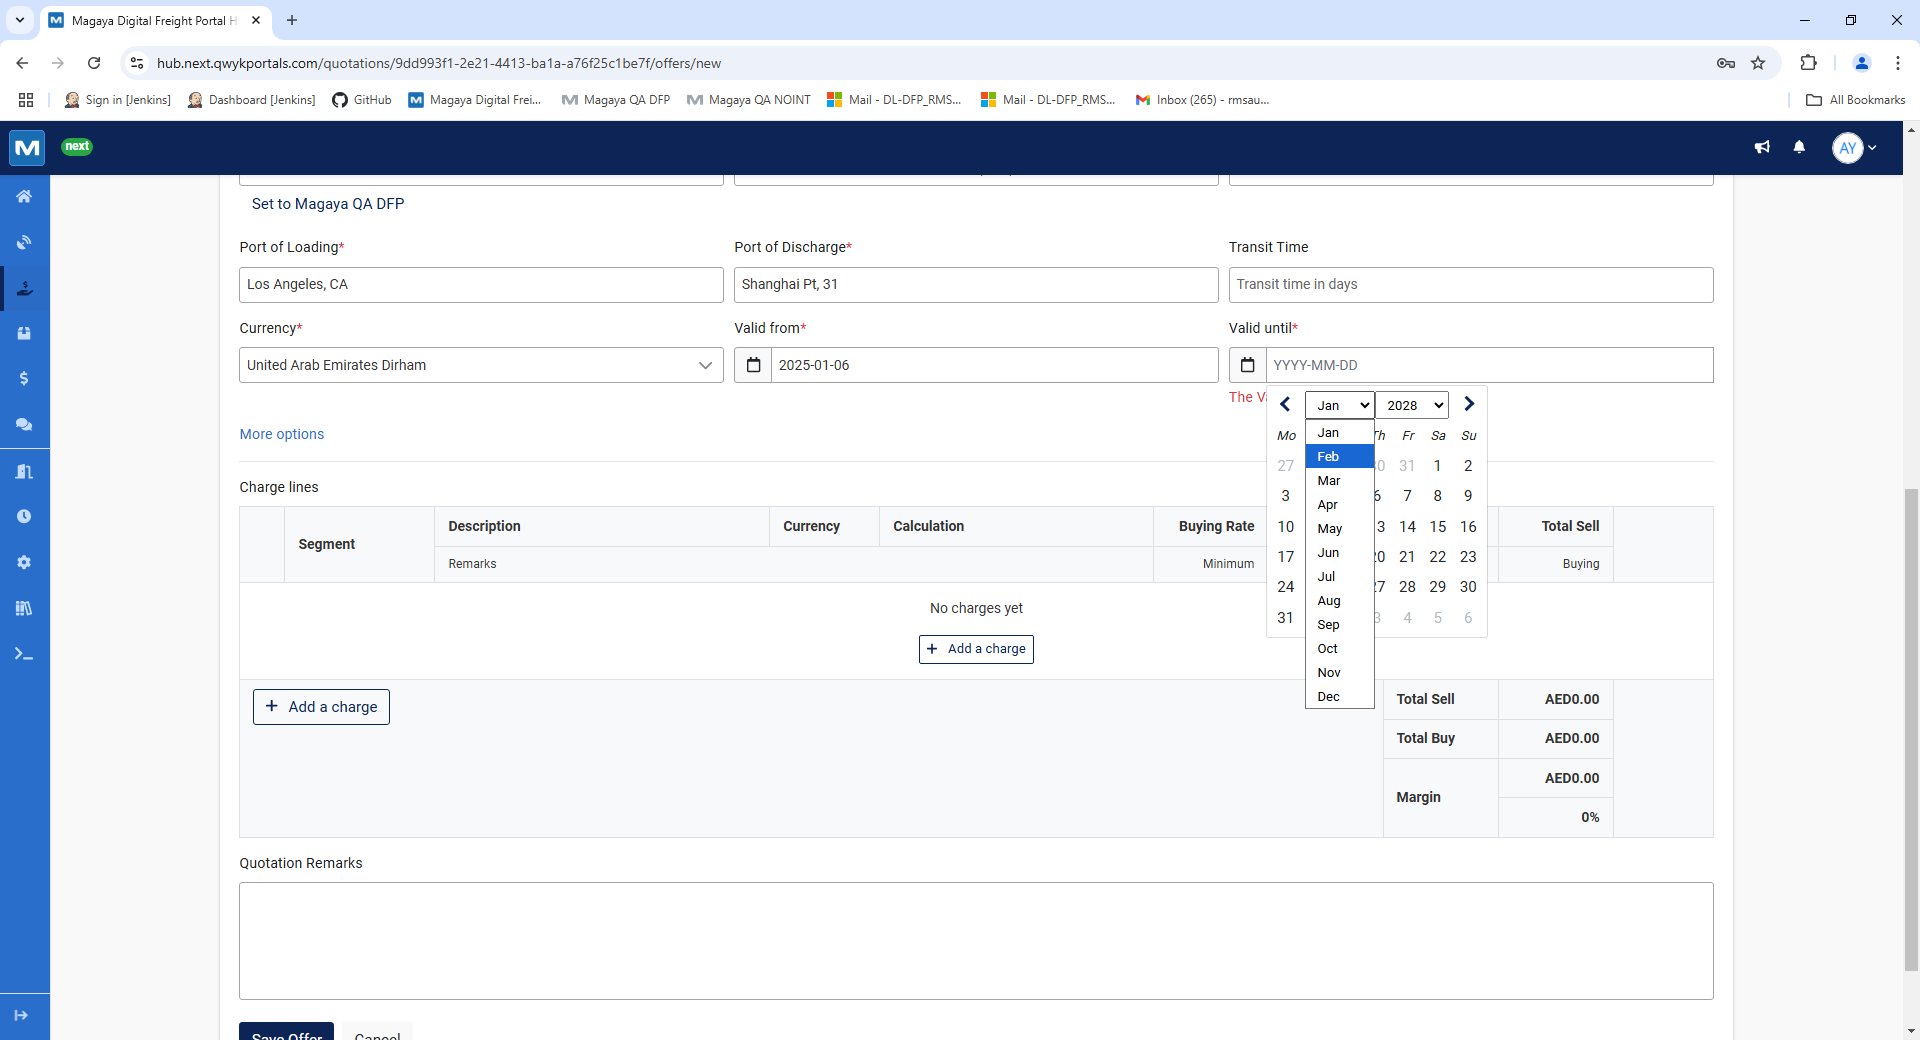 Magaya Digital Freight Portal H
hub.next.qwykportals.com/quotations/9dd993f1-2e21-4413-ba1a-a76f25c1be7f/offers/new
Sign in [Jenkins]
Dashboard [Jenkins]
GitHub
Magaya Digital Frei...
Magaya QA DFP
Magaya QA NOINT
Mail - DL-DFP_RMS...
Mail - DL-DFP_RMS...
Inbox (265) - rmsau...
All Bookmarks
next
AY
Set to Magaya QA DFP
Port of Loading*
Port of Discharge*
Transit Time
Los Angeles, CA
Shanghai Pt, 31
Transit time in days
Currency*
Valid from*
Valid until*
United Arab Emirates Dirham
2025-01-06
YYYY-MM-DD
The
Jan
2028
More options
Mo
Th
Fr
Sa
Su
27
31
1
2
3
7
8
9
10
14
15
16
17
21
22
23
24
28
29
30
31
4
5
6
Jan
Feb
Mar
Apr
May
Jun
Jul
Aug
Sep
Oct
Nov
Dec
Charge lines
Segment
Description
Currency
Calculation
Buying Rate
Total Sell
Remarks
Minimum
Buying
No charges yet
+ Add a charge
+ Add a charge
Total Sell
AED0.00
Total Buy
AED0.00
Margin
AED0.00
0%
Quotation Remarks
Save Offer
Cancel